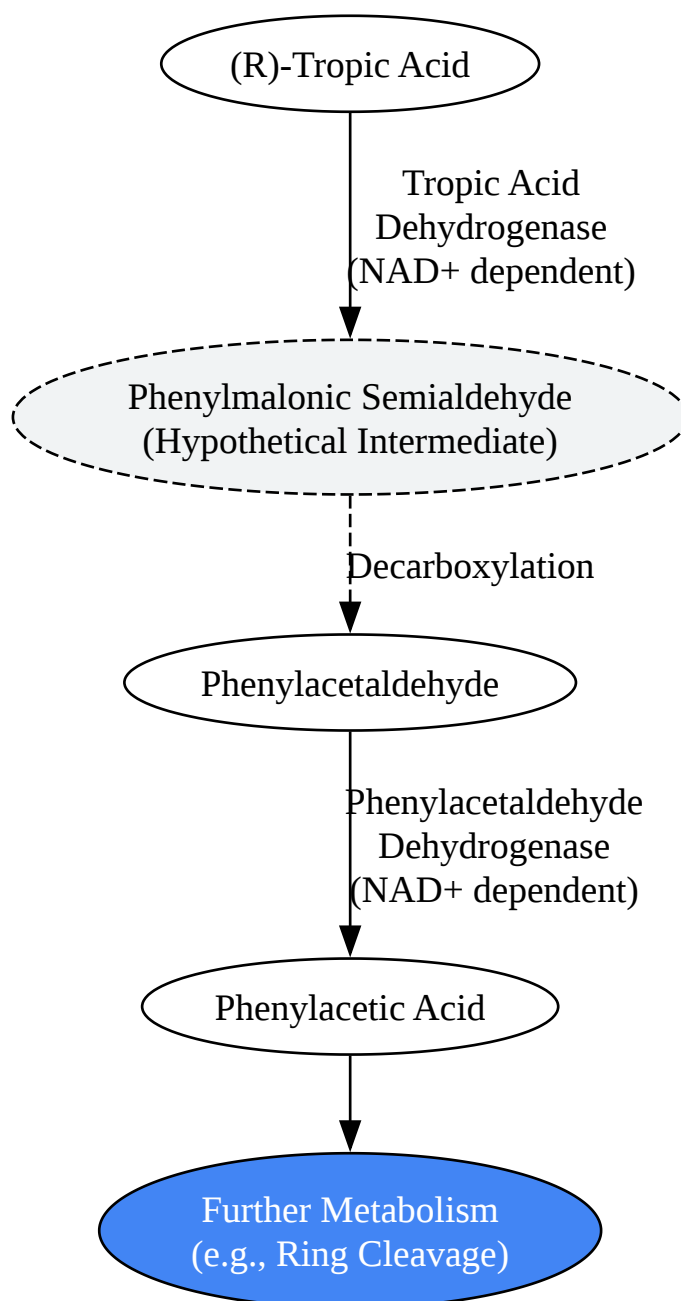 (R)-Tropic Acid
Tropic Acid
Dehydrogenase
(NAD+ dependent)
Phenylmalonic Semialdehyde
(Hypothetical Intermediate)
Decarboxylation
Phenylacetaldehyde
Phenylacetaldehyde
Dehydrogenase
(NAD+ dependent)
Phenylacetic Acid
Further Metabolism
(e.g., Ring Cleavage)